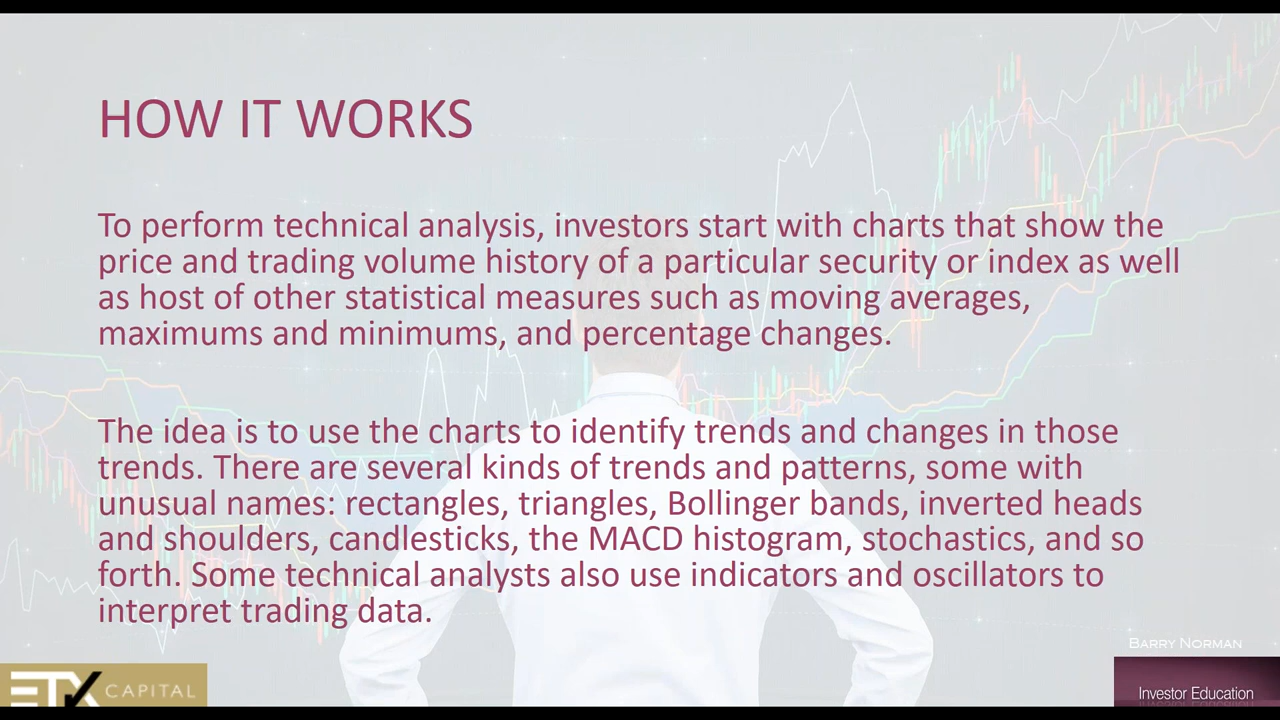 HOW IT WORKS
To perform technical analysis, investors start with charts that show the
price and trading volume history of a particular security or index as well
as host of other statistical measures such as moving averages,
maximums and minimums, and percentage changes.
The idea is to use the charts to identify trends and changes in those
trends. There are several kinds of trends and patterns, some with
unusual names: rectangles, triangles, Bollinger bands, inverted heads
and shoulders, candlesticks, the MACD histogram, stochastics, and so
forth. Some technical analysts also use indicators and oscillators to
interpret trading data.
BARRY NORMAN
ETX CAPITAL
Investor Education